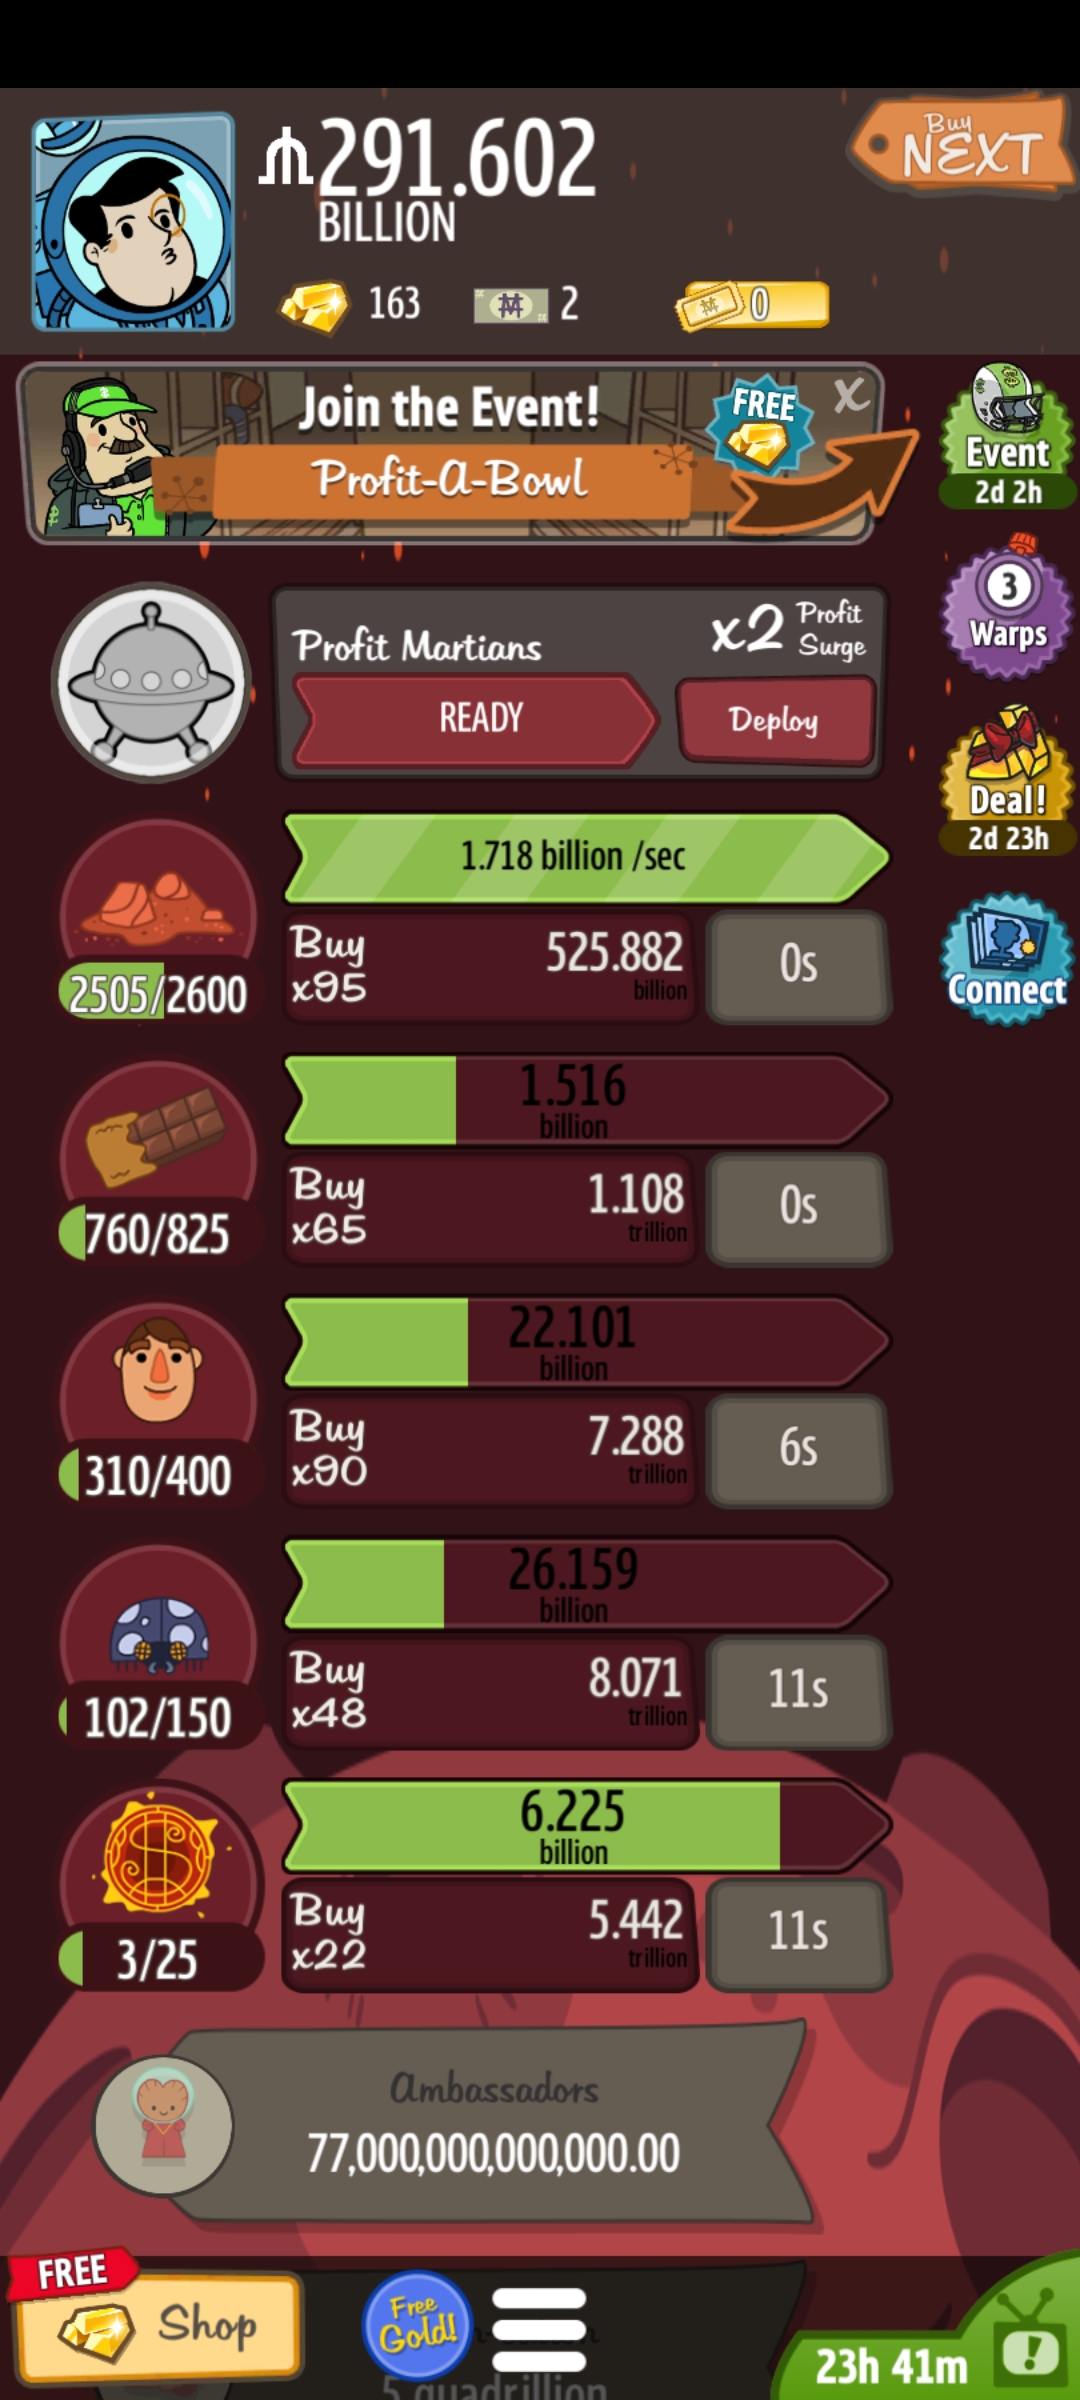 ₼291.602
BILLION
Buy
NEXT
163
2
0
Join the Event!
FREE
X
Profit-A-Bowl
Event
2d 2h
3
Warps
Profit Martians
x2 Profit
Surge
READY
Deploy
Deal!
2d 23h
1.718 billion /sec
Buy
x95
525.882
billion
0s
2505/2600
Connect
1.516
billion
Buy
x65
1.108
trillion
0s
760/825
22.101
billion
Buy
x90
7.288
trillion
6s
310/400
26.159
billion
Buy
x48
8.071
trillion
11s
102/150
6.225
billion
Buy
x22
5.442
trillion
11s
3/25
Ambassadors
77,000,000,000,000.00
FREE
Shop
Free
Gold!
23h 41m
5 quadrillion